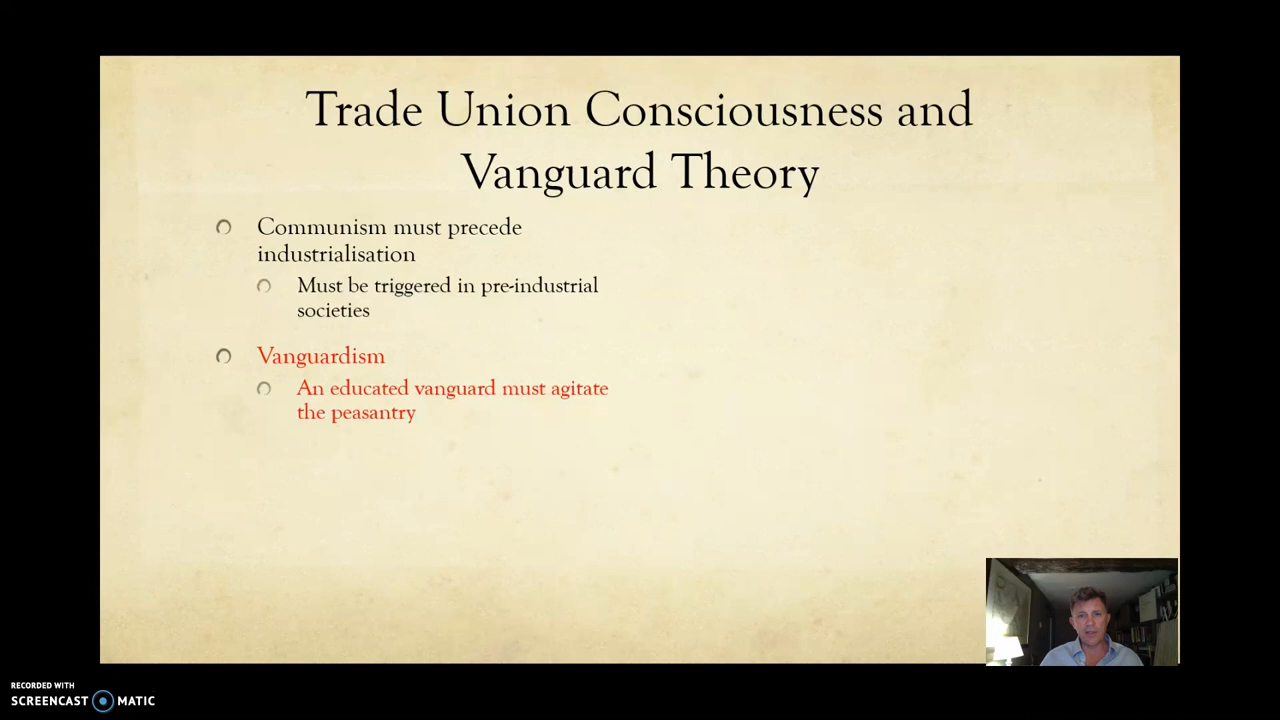 Trade Union Consciousness and
Vanguard Theory
Communism must precede
industrialisation
Must be triggered in pre-industrial
societies
Vanguardism
An educated vanguard must agitate
the peasantry
RECORDED WITH
SCREENCAST MATIC